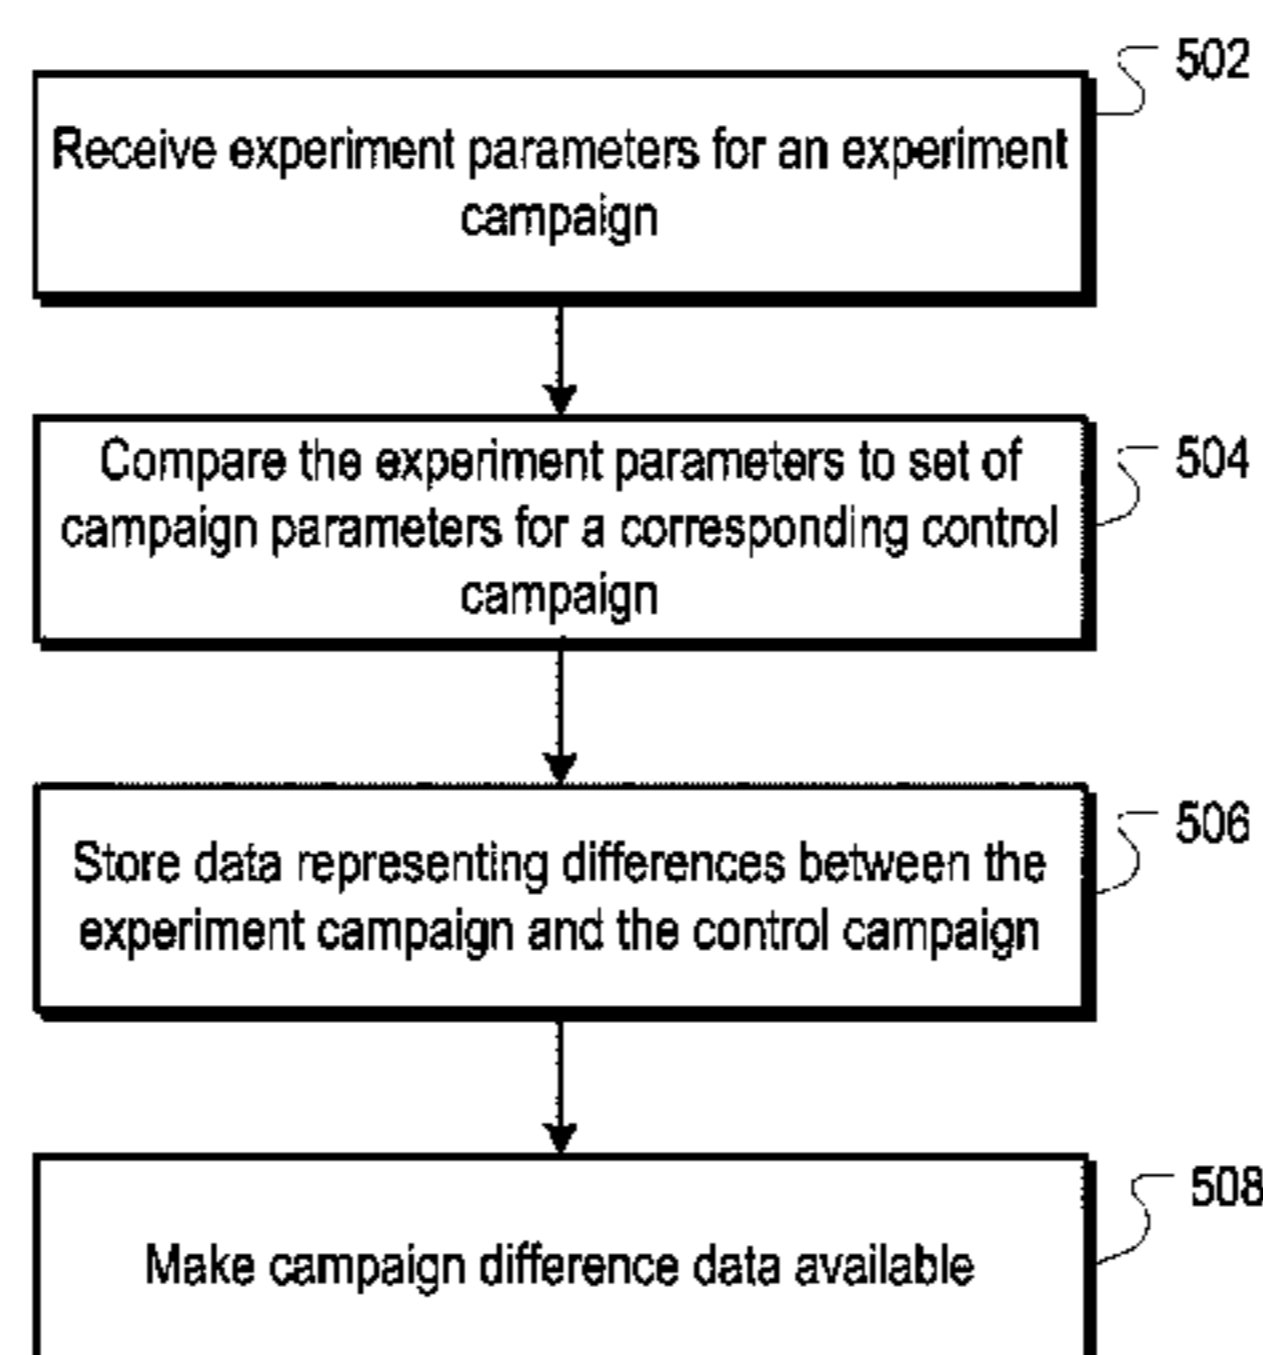 502
Receive experiment parameters for an experiment
campaign
504
Compare the experiment parameters to set of
campaign parameters for a corresponding control
campaign
506
Store data representing differences between the
experiment campaign and the control campaign
508
Make campaign difference data available